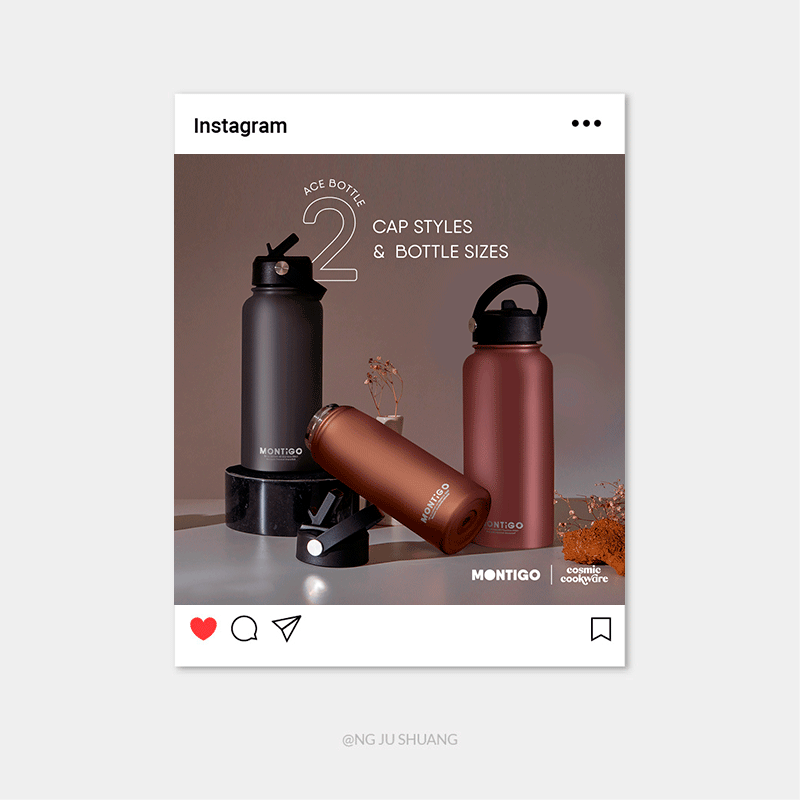 Instagram
ACE BOTTLE
2
CAP STYLES
& BOTTLE SIZES
MONTIGO
MONTIGO
MONTIGO
MONTIGO
cosmic
cookware
@NG JU SHUANG